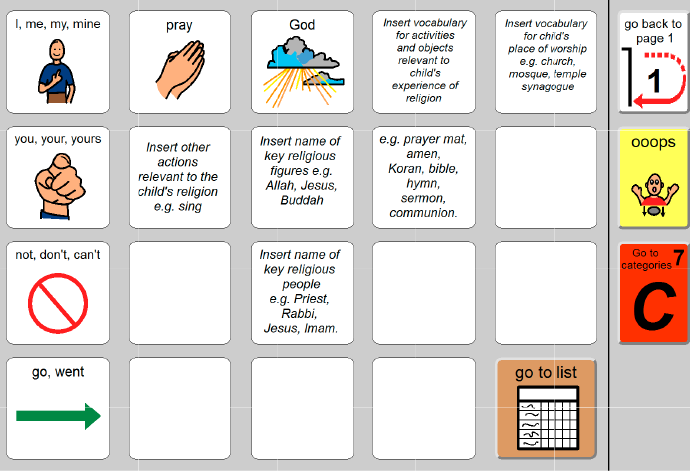 I, me, my, mine
pray
God
Insert vocabulary
for activities
and objects
relevant to
child's
experience of
religion
Insert vocabulary
for chid's
place of worship
e.g. church,
mosque, temple
synagogue
go back to
page 1
1
you, your, yours
Insert other
actions
relevant to the
child's religion
e.g. sing
Insert name of
key religious
figures e.g.
Allah, Jesus,
Buddah
e.g. prayer mat,
amen,
Koran, bible,
hymn,
sermon,
communion.
ooops
not, don't, can't
Insert name of
key religious
people
e.g. Priest,
Rabbi,
Jesus, Imam.
Go to
categories 7
C
go, went
go to list